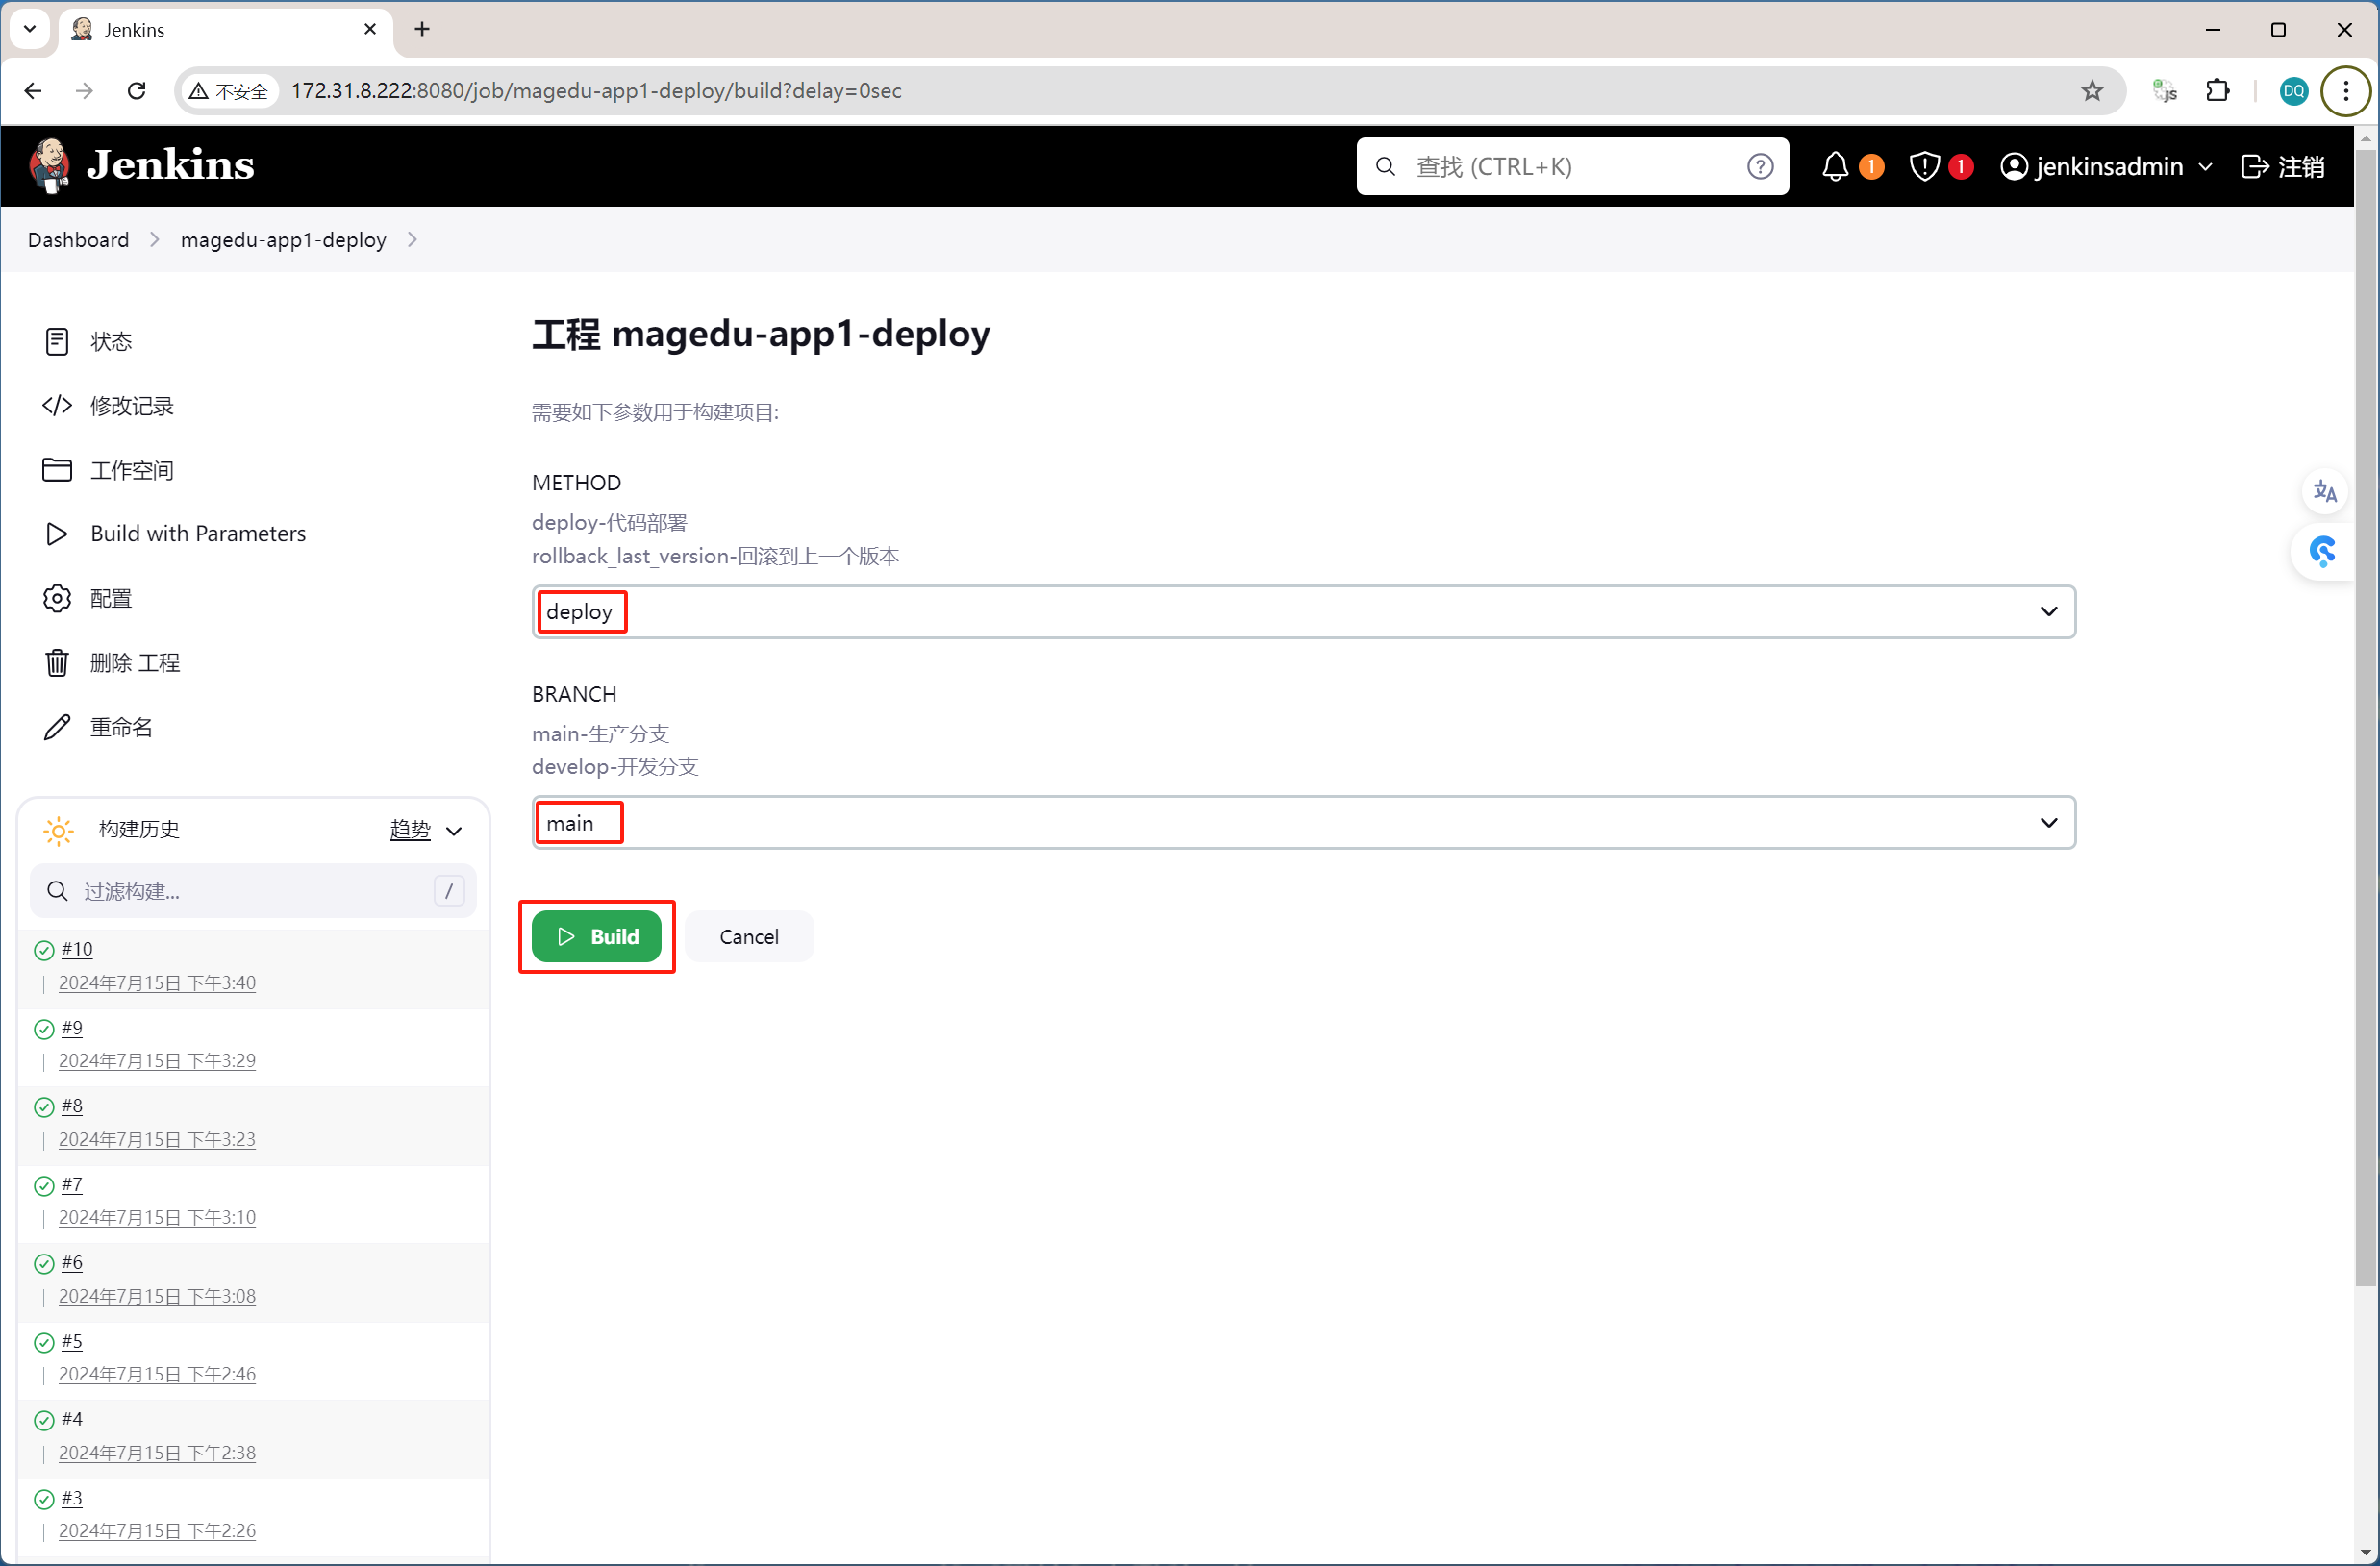 Jenkins
不安全
172.31.8.222:8080/job/magedu-app1-deploy/build?delay=0sec
JS
DQ
Jenkins
查找 (CTRL+K)
1
1
jenkinsadmin
注销
Dashboard
magedu-app1-deploy
状态
修改记录
工作空间
Build with Parameters
配置
删除 工程
重命名
构建历史
趋势
过滤构建...
/
#10
2024年7月15日 下午3:40
#9
2024年7月15日 下午3:29
#8
2024年7月15日 下午3:23
#7
2024年7月15日 下午3:10
#6
2024年7月15日 下午3:08
#5
2024年7月15日 下午2:46
#4
2024年7月15日 下午2:38
#3
2024年7月15日 下午2:26
工程 magedu-app1-deploy
需要如下参数用于构建项目:
METHOD
deploy-代码部署
rollback_last_version-回滚到上一个版本
deploy
BRANCH
main-生产分支
develop-开发分支
main
Build
Cancel